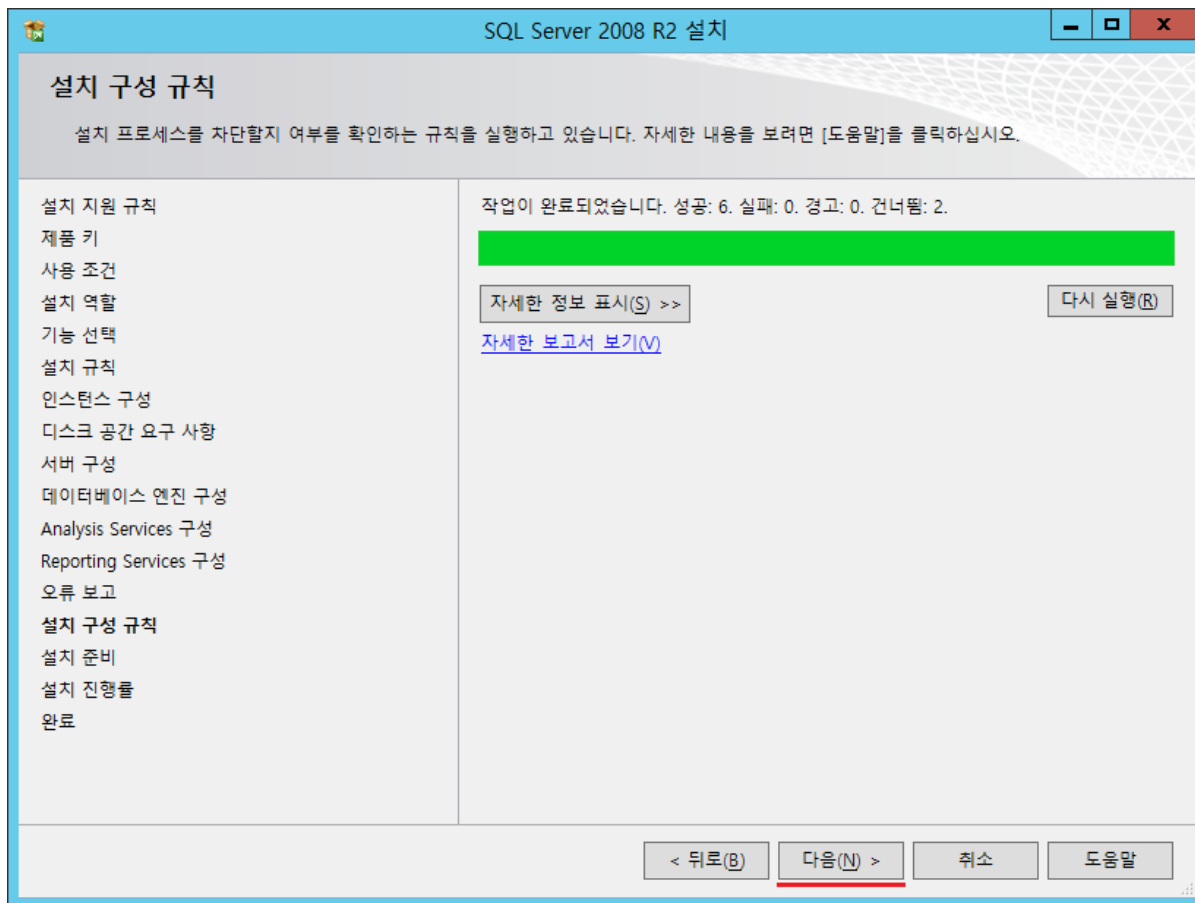 SQL Server 2008 R2 설치
설치 구성 규칙
설치 프로세스를 차단할지 여부를 확인하는 규칙을 실행하고 있습니다. 자세한 내용을 보려면 [도움말]을 클릭하십시오.
설치 지원 규칙
제품 키
사용 조건
설치 역할
기능 선택
설치 규칙
인스턴스 구성
디스크 공간 요구 사항
서버 구성
데이터베이스 엔진 구성
Analysis Services 구성
Reporting Services 구성
오류 보고
설치 구성 규칙
설치 준비
설치 진행률
완료
작업이 완료되었습니다. 성공: 6. 실패: 0. 경고: 0. 건너뜀: 2.
자세한 정보 표시(S) >>
다시 실행(R)
자세한 보고서 보기(V)
< 뒤로(B)
다음(N) >
취소
도움말